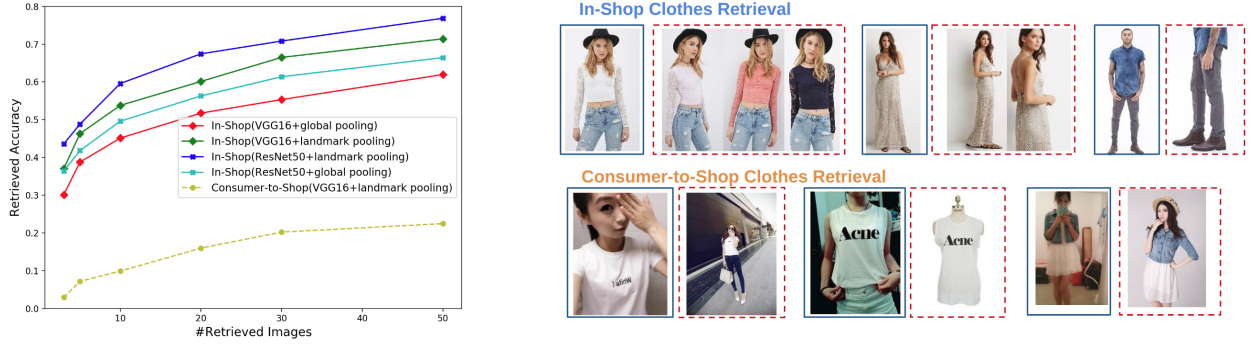 0.8
0.7
0.6
0.5
0.4
0.3
0.2
0.1
0.0
Retrieved Accuracy
In-Shop(VGG16+global pooling)
In-Shop(VGG16+landmark pooling)
In-Shop(ResNet50+landmark pooling)
In-Shop(ResNet50+global pooling)
Consumer-to-Shop(VGG16+landmark pooling)
10 20 30 40 50
#Retrieved Images
In-Shop Clothes Retrieval
Consumer-to-Shop Clothes Retrieval
Acne
Acne